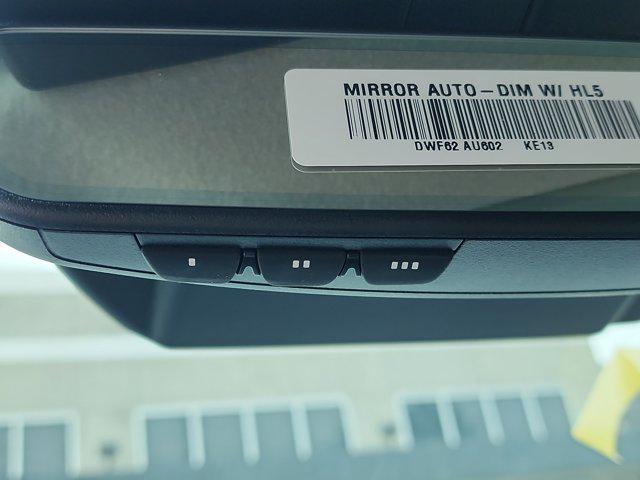 MIRROR AUTO-DIM W/ HL5
DWF62 AU602 KE13